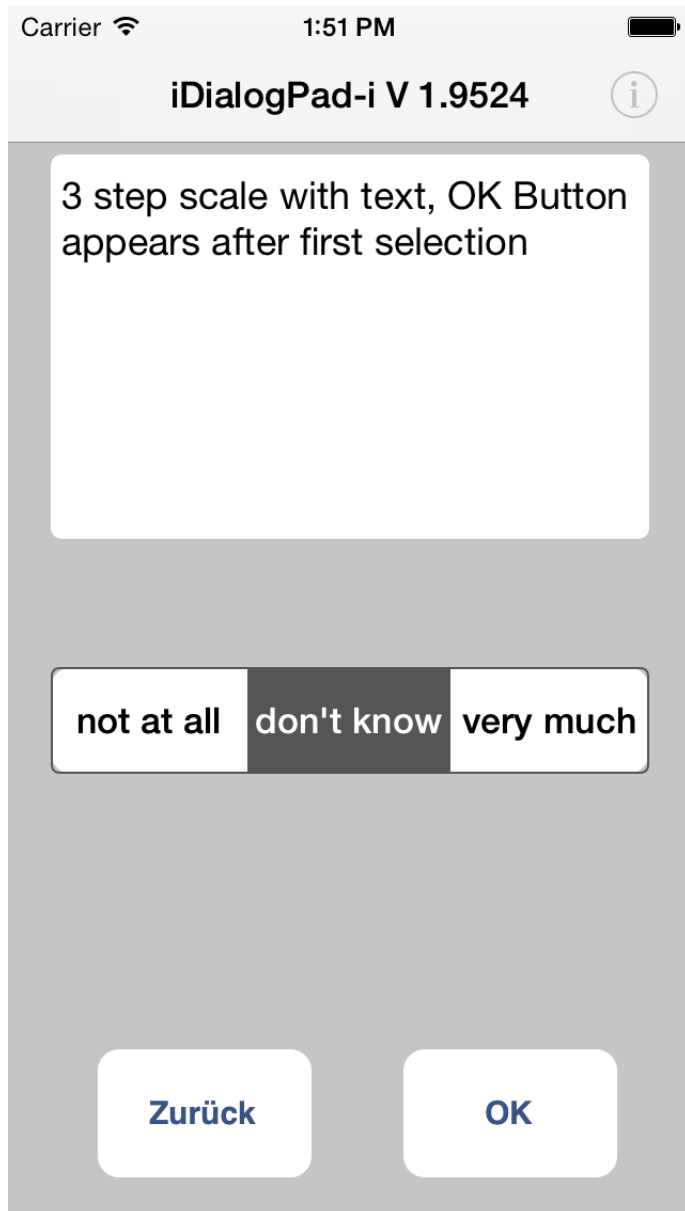 Carrier 1:51 PM
iDialogPad-i V 1.9524 i
3 step scale with text, OK Button
appears after first selection
not at all don't know very much
Zurück OK